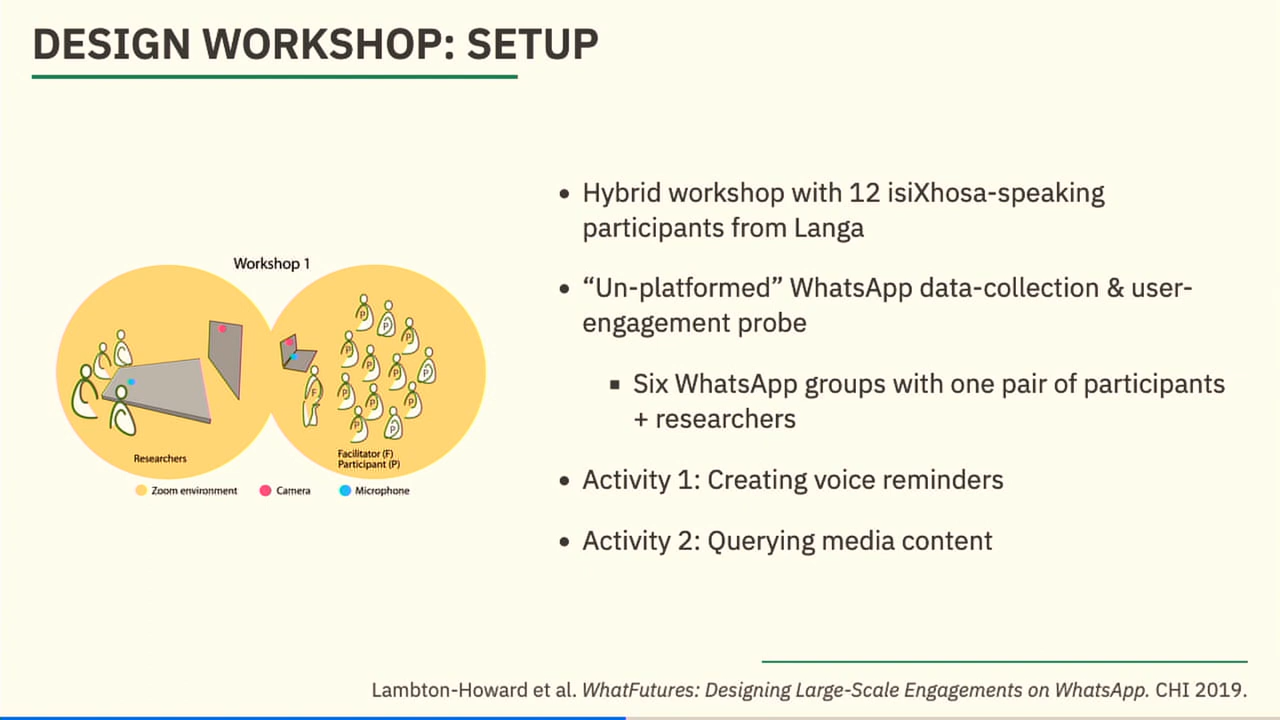 DESIGN WORKSHOP: SETUP
Workshop 1
P
P
P
P
P
P
P
P
P
P
P
P
F
Researchers
Facilitator (F)
Participant (P)
Zoom environment
Camera
Microphone
• Hybrid workshop with 12 isiXhosa-speaking
participants from Langa
• “Un-platformed” WhatsApp data-collection & user-
engagement probe
▪ Six WhatsApp groups with one pair of participants
+ researchers
• Activity 1: Creating voice reminders
• Activity 2: Querying media content
Lambton-Howard et al. WhatFutures: Designing Large-Scale Engagements on WhatsApp. CHI 2019.